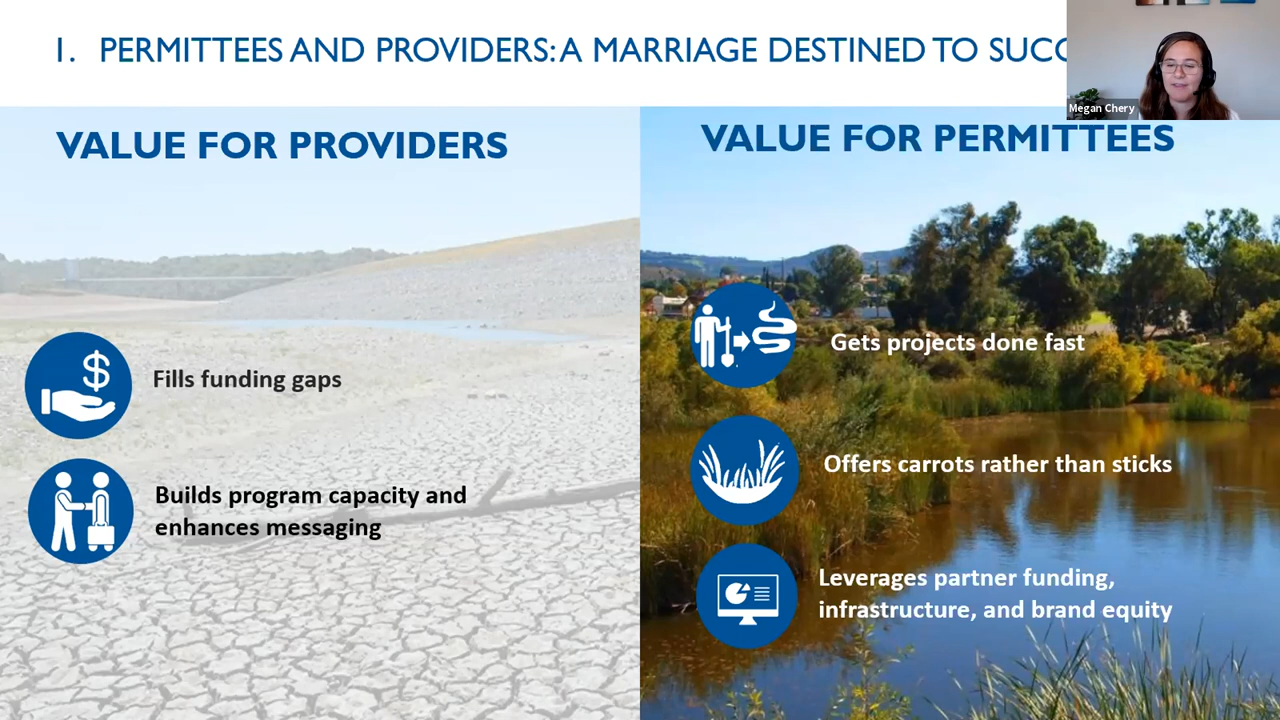 1. PERMITTEES AND PROVIDERS: A MARRIAGE DESTINED TO SUCC
Megan Chery
VALUE FOR PROVIDERS
Fills funding gaps
$
Builds program capacity and
enhances messaging
VALUE FOR PERMITTEES
Gets projects done fast
Offers carrots rather than sticks
Leverages partner funding,
infrastructure, and brand equity